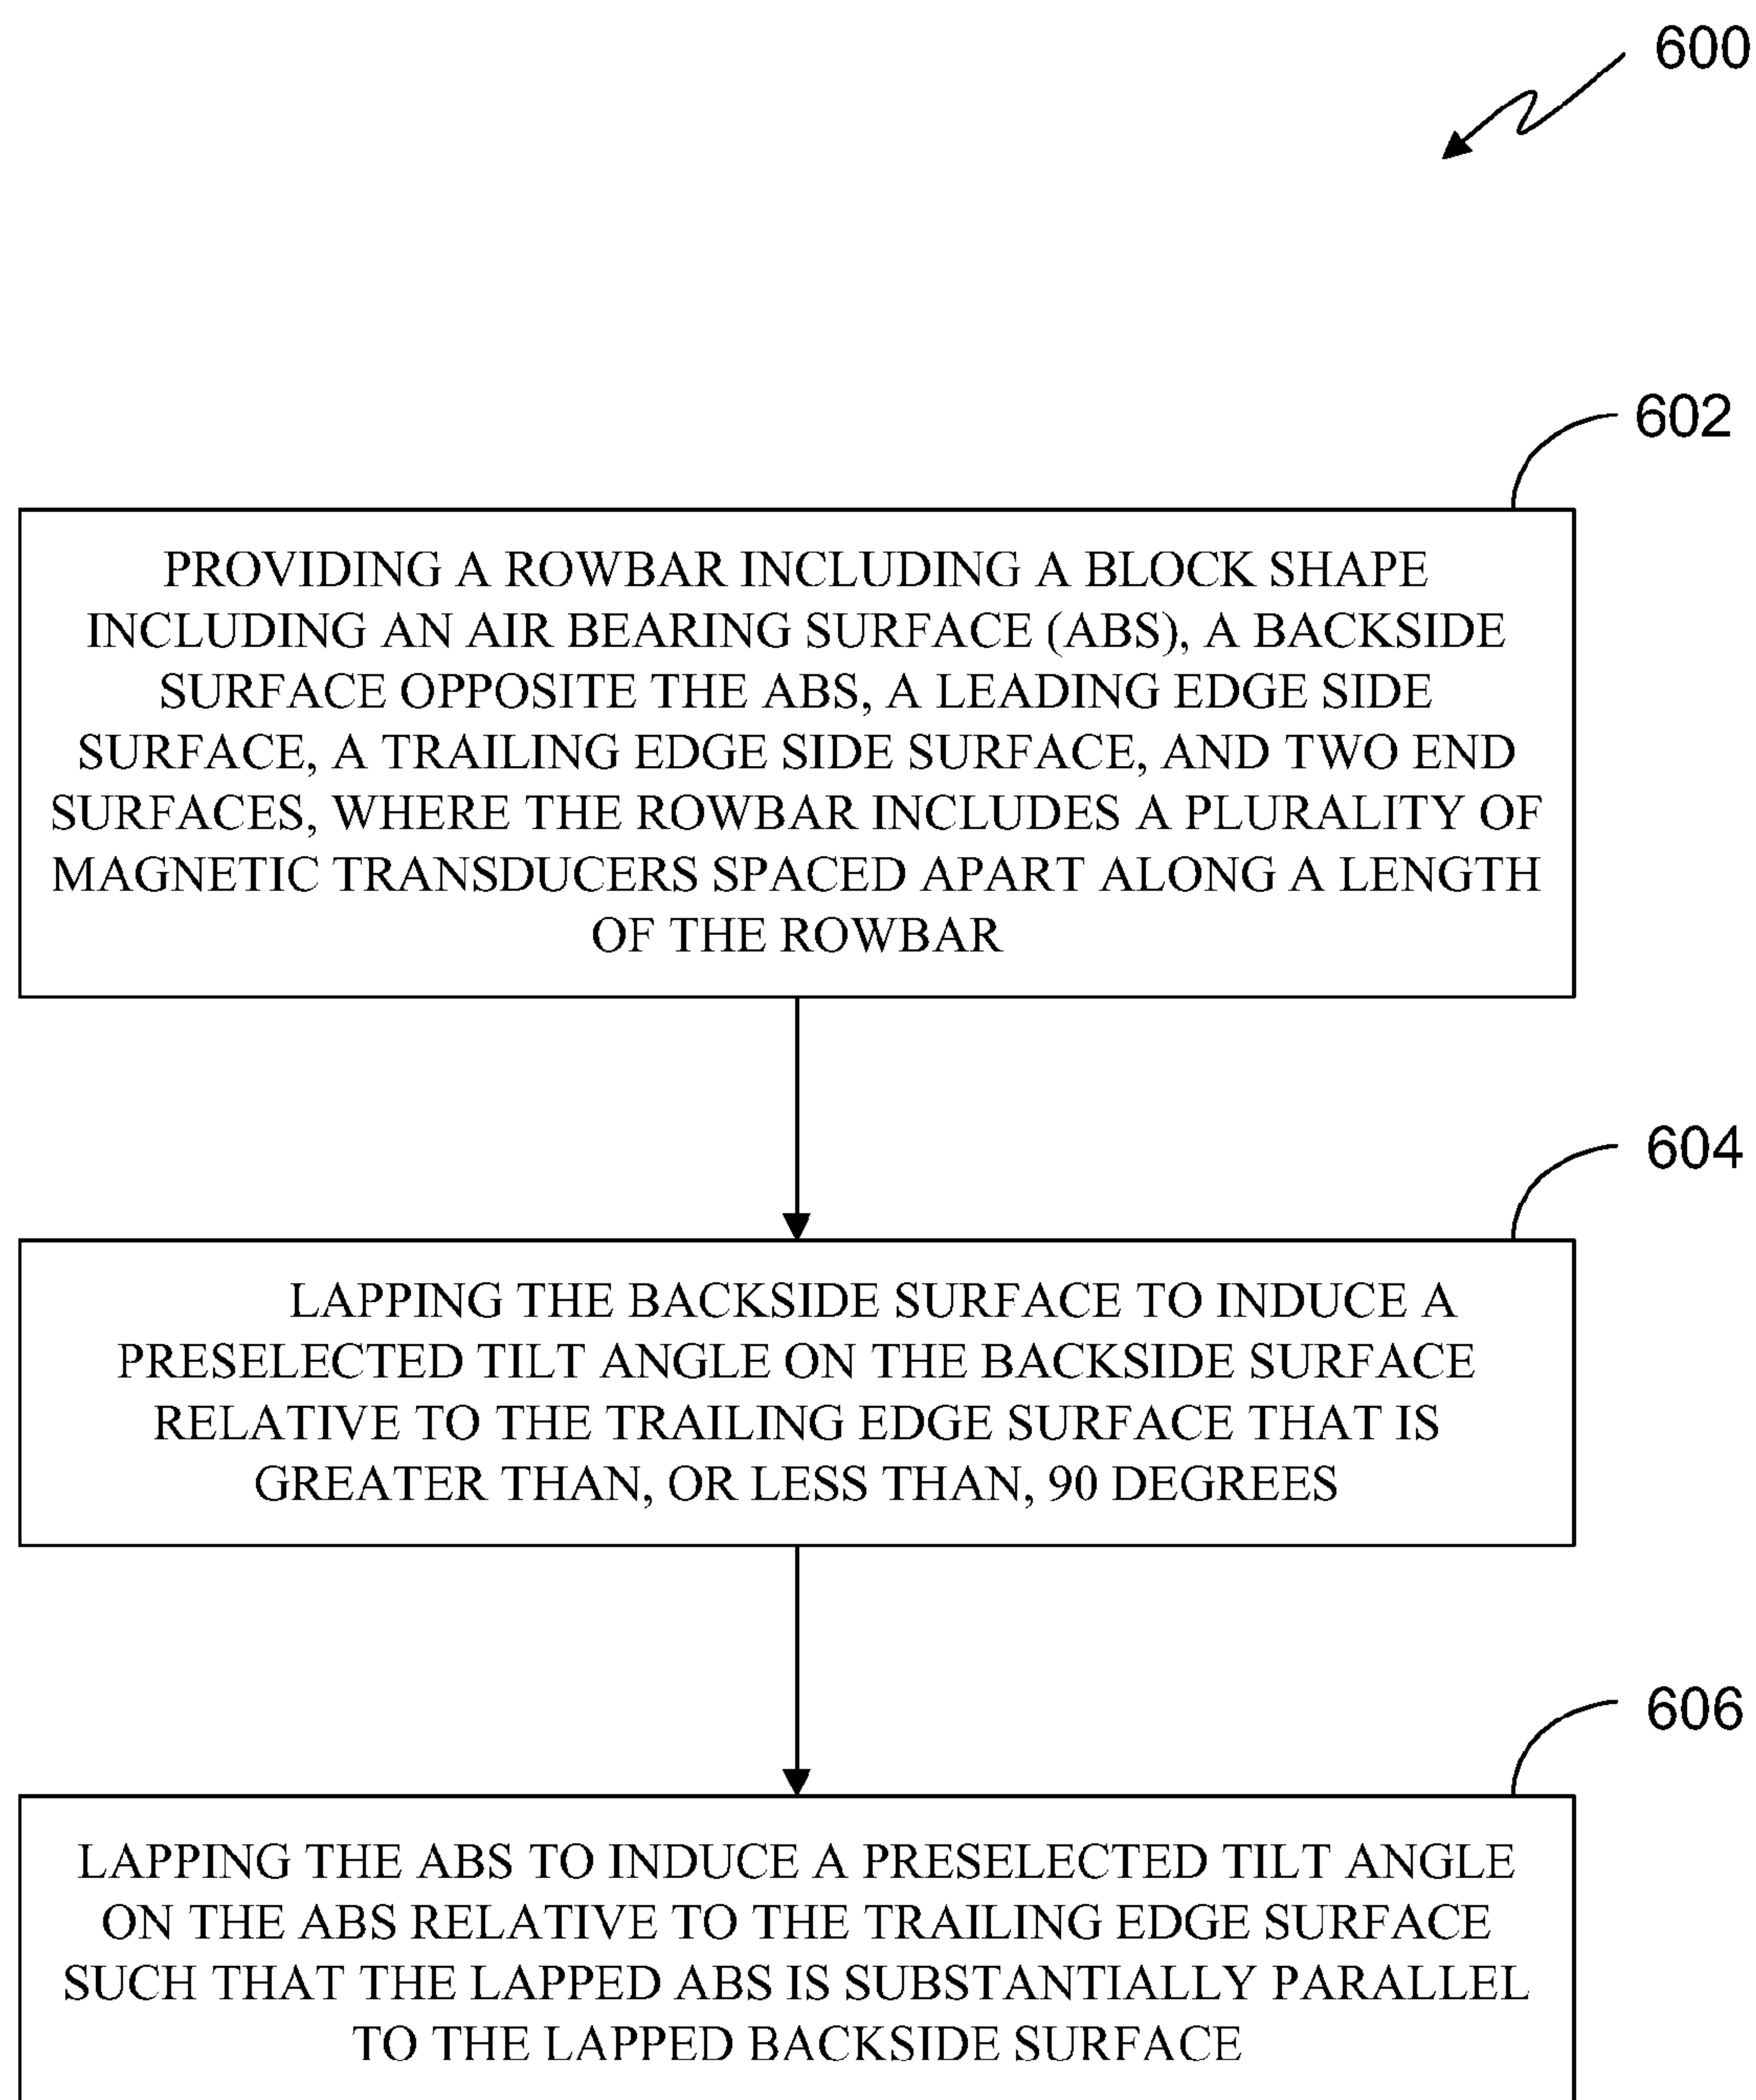 600
602
PROVIDING A ROWBAR INCLUDING A BLOCK SHAPE
INCLUDING AN AIR BEARING SURFACE (ABS), A BACKSIDE
SURFACE OPPOSITE THE ABS, A LEADING EDGE SIDE
SURFACE, A TRAILING EDGE SIDE SURFACE, AND TWO END
SURFACES, WHERE THE ROWBAR INCLUDES A PLURALITY OF
MAGNETIC TRANSDUCERS SPACED APART ALONG A LENGTH
OF THE ROWBAR
604
LAPPING THE BACKSIDE SURFACE TO INDUCE A
PRESELECTED TILT ANGLE ON THE BACKSIDE SURFACE
RELATIVE TO THE TRAILING EDGE SURFACE THAT IS
GREATER THAN, OR LESS THAN, 90 DEGREES
606
LAPPING THE ABS TO INDUCE A PRESELECTED TILT ANGLE
ON THE ABS RELATIVE TO THE TRAILING EDGE SURFACE
SUCH THAT THE LAPPED ABS IS SUBSTANTIALLY PARALLEL
TO THE LAPPED BACKSIDE SURFACE